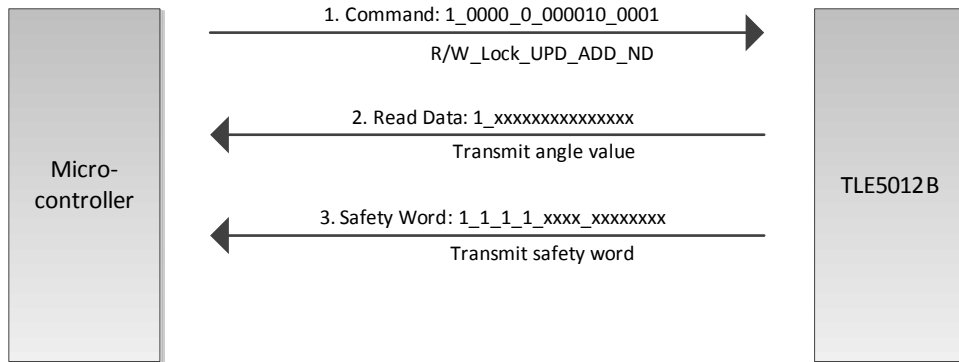 1. Command: 1_0000_0_000010_0001
R/W_Lock_UPD_ADD_ND
2. Read Data: 1_xxxxxxxxxxxxxxx
Transmit angle value
Micro-
controller
TLE5012B
3. Safety Word: 1_1_1_1_xxxx_xxxxxxxx
Transmit safety word